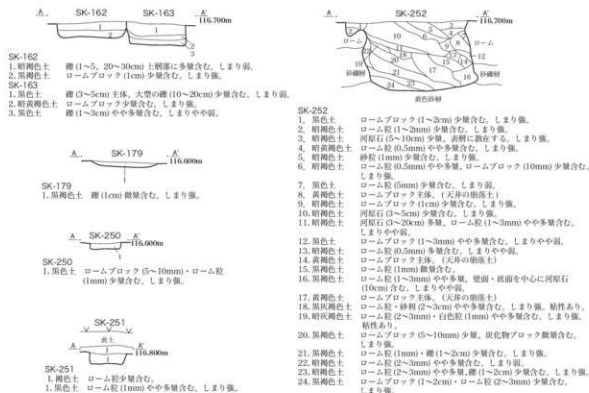 SK-162 SK-163
A A' 116.700m
1 1
2 2
3
SK-162
1. 暗褐色土 礫 (1～5、20～30cm) 上層部に多量含む。しまり強。
2. 黒褐色土 ロームブロック (1cm) 少量含む。しまり強。
SK-163
1. 黒色土 礫 (3～5cm) 主体、大型の礫 (10～20cm) 少量含む。しまり弱。
2. 暗黄褐色土 ロームブロック少量含む。しまり強。
3. 黒色土 礫 (1～3cm) やや多量含む。しまりやや弱。
SK-179
A A' 116.600m
1
SK-179
1. 黒褐色土 礫 (1cm) 微量含む。しまり強。
SK-250
A A' 116.600m
1
SK-250
1. 黒色土 ロームブロック (5～10mm)・ローム粒
(1mm) 少量含む。しまり強。
SK-251
表土
A A' 116.800m
SK-251
I. 褐色土 ローム粒少量含む。
1. 黒色土 ローム粒 (1mm) やや多量含む。しまり強。
SK-252
A A' 116.700m
ローム ローム
砂礫層 砂礫層
黄色砂層
SK-252
1. 黒色土 ロームブロック (1～2cm) 少量含む。しまり強。
2. 暗褐色土 ローム粒 (1～2mm) 少量含む。しまり強。
3. 暗褐色土 河原石 (5～10cm) 少量、表層に散在する。しまり強。
4. 暗黄褐色土 ローム粒 (0.5mm) やや多量含む。しまり強。
5. 暗褐色土 砂粒 (1mm) 少量含む。しまり強。
6. 暗褐色土 ローム粒 (0.5mm) やや多量、ロームブロック (10mm) 少量含む。
しまり強。
7. 黒色土 ローム粒 (5mm) 少量含む。しまり弱。
8. 黄褐色土 ロームブロック主体。(天井の崩落土)
9. 暗褐色土 ロームブロック (1cm) 少量含む。しまり強。
10. 暗褐色土 河原石 (3～5cm) 少量含む。しまり強。
11. 暗褐色土 河原石 (3～20cm) 多量、ローム粒 (1～3mm) やや多量含む。
しまりやや弱。
12. 黒色土 ロームブロック (1～3mm) やや多量含む。しまりやや弱。
13. 暗褐色土 ローム粒 (0.5mm) 多量含む。しまりやや弱。
14. 黄褐色土 ロームブロック主体。(天井の崩落土)
15. 黒褐色土 ローム粒 (1mm) 微量含む。
16. 黒褐色土 ローム粒 (1～3mm) やや多量、壁面・底面を中心に河原石
(10cm) 含む。しまりやや弱。
17. 黄褐色土 ロームブロック主体。(天井の崩落土)
18. 黒灰褐色土 ローム粒・砂利 (2～3cm) やや多量含む。しまり強。粘性あり。
19. 暗灰褐色土 ローム粒 (2～3mm)・白色粒 (1mm) やや多量含む。しまり強。
粘性あり。
20. 黒褐色土 ロームブロック (5～10mm) 少量、炭化物ブロック微量含む。
しまり強。
21. 黒褐色土 ローム粒 (1mm)・礫 (1～2cm) 少量含む。しまり強。
22. 暗褐色土 ローム粒 (2～3mm) やや多量含む。しまり弱。
23. 暗褐色土 ローム粒 (2～3mm) やや多量、礫 (1～2cm) 少量含む。しまり強。
24. 黒褐色土 ロームブロック (1～2cm)・ローム粒 (2～3mm) 少量含む。
しまり強。